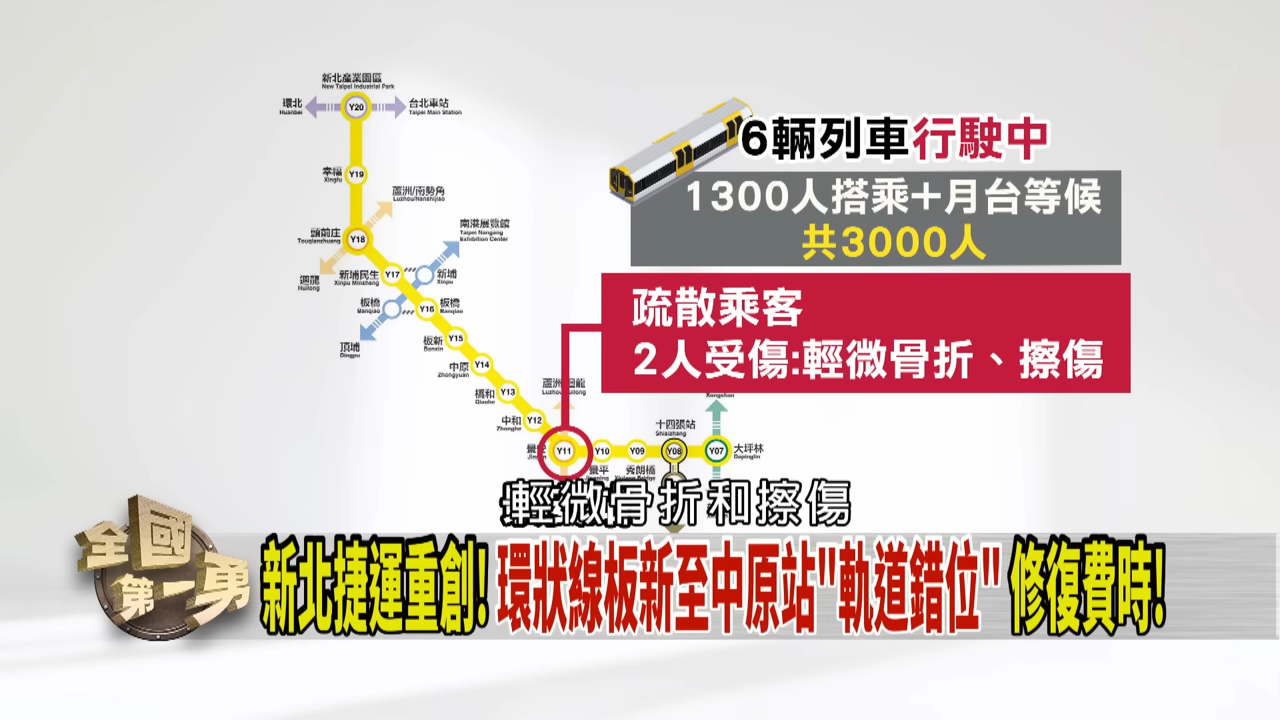 新北產業園區
New Taipei Industrial Park
環北
Huanbei
Y20
台北車站
Taipei Main Station
6輛列車行駛中
1300人搭乘+月台等候
共3000人
幸福
Xingfu
Y19
蘆洲/南勢角
Luzhou/Nanshijiao
頭前庄
Touqianzhuang
Y18
南港展覽館
Taipei Nangang
Exhibition Center
迴龍
Huilong
新埔民生
Xinpu Minsheng
Y17
新埔
Xinpu
疏散乘客
2人受傷:輕微骨折、擦傷
板橋
Banqiao
Y16
板橋
Banqiao
頂埔
Dingpu
板新
Banxin
Y15
中原
Zhongyuan
Y14
橋和
Qiaohe
Y13
蘆洲
中和
Zhonghe
Y12
十四張站
Shisizhang
Y11
Y10
Y09
Y08
Y07
大坪林
Dapinglin
景平
秀朗橋
輕微骨折和擦傷
全國第一勇
新北捷運重創! 環狀線板新至中原站"軌道錯位" 修復費時!